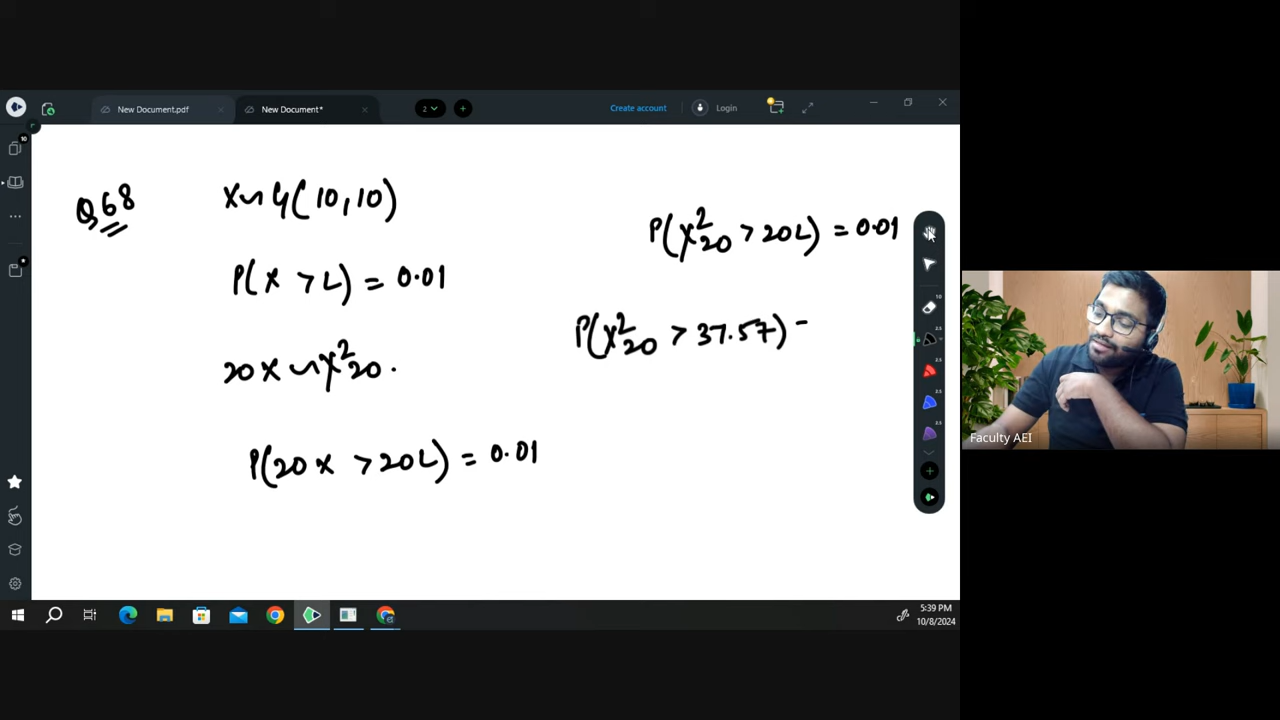 New Document.pdf
New Document*
2
Create account
Login
Q68
X~G(10,10)
P(X > L) = 0.01
20X ~ χ²20.
P(20X > 20L) = 0.01
P(χ²20 > 20L) = 0.01
P(χ²20 > 37.57) =
Faculty AEI
5:39 PM
10/8/2024